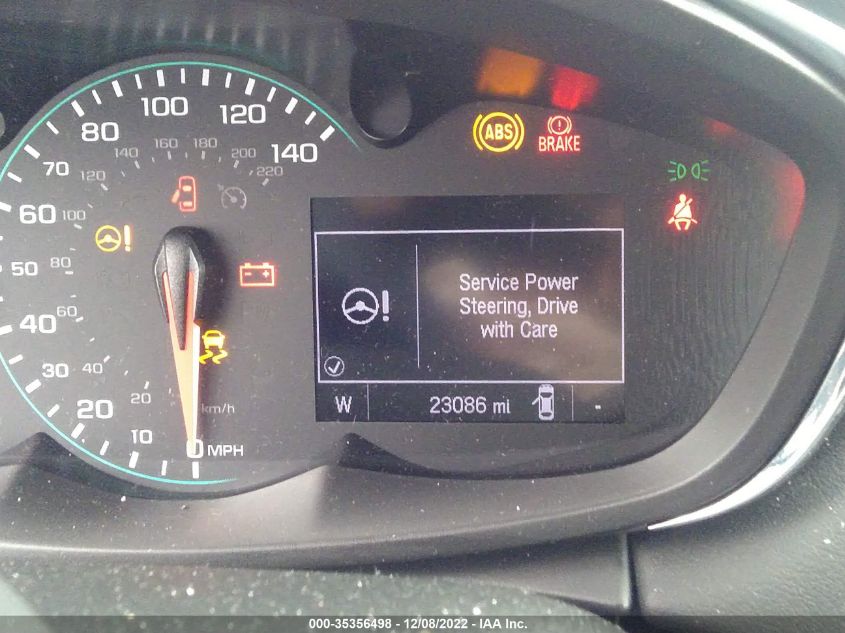 100
120
80
140
160
180
140
200
220
120
70
ABS
BRAKE
60
100
50
80
Service Power
Steering, Drive
with Care
40
60
30
40
20
20
km/h
10
0 MPH
W
23086 mi
-
000-35356498 - 12/08/2022 - IAA Inc.